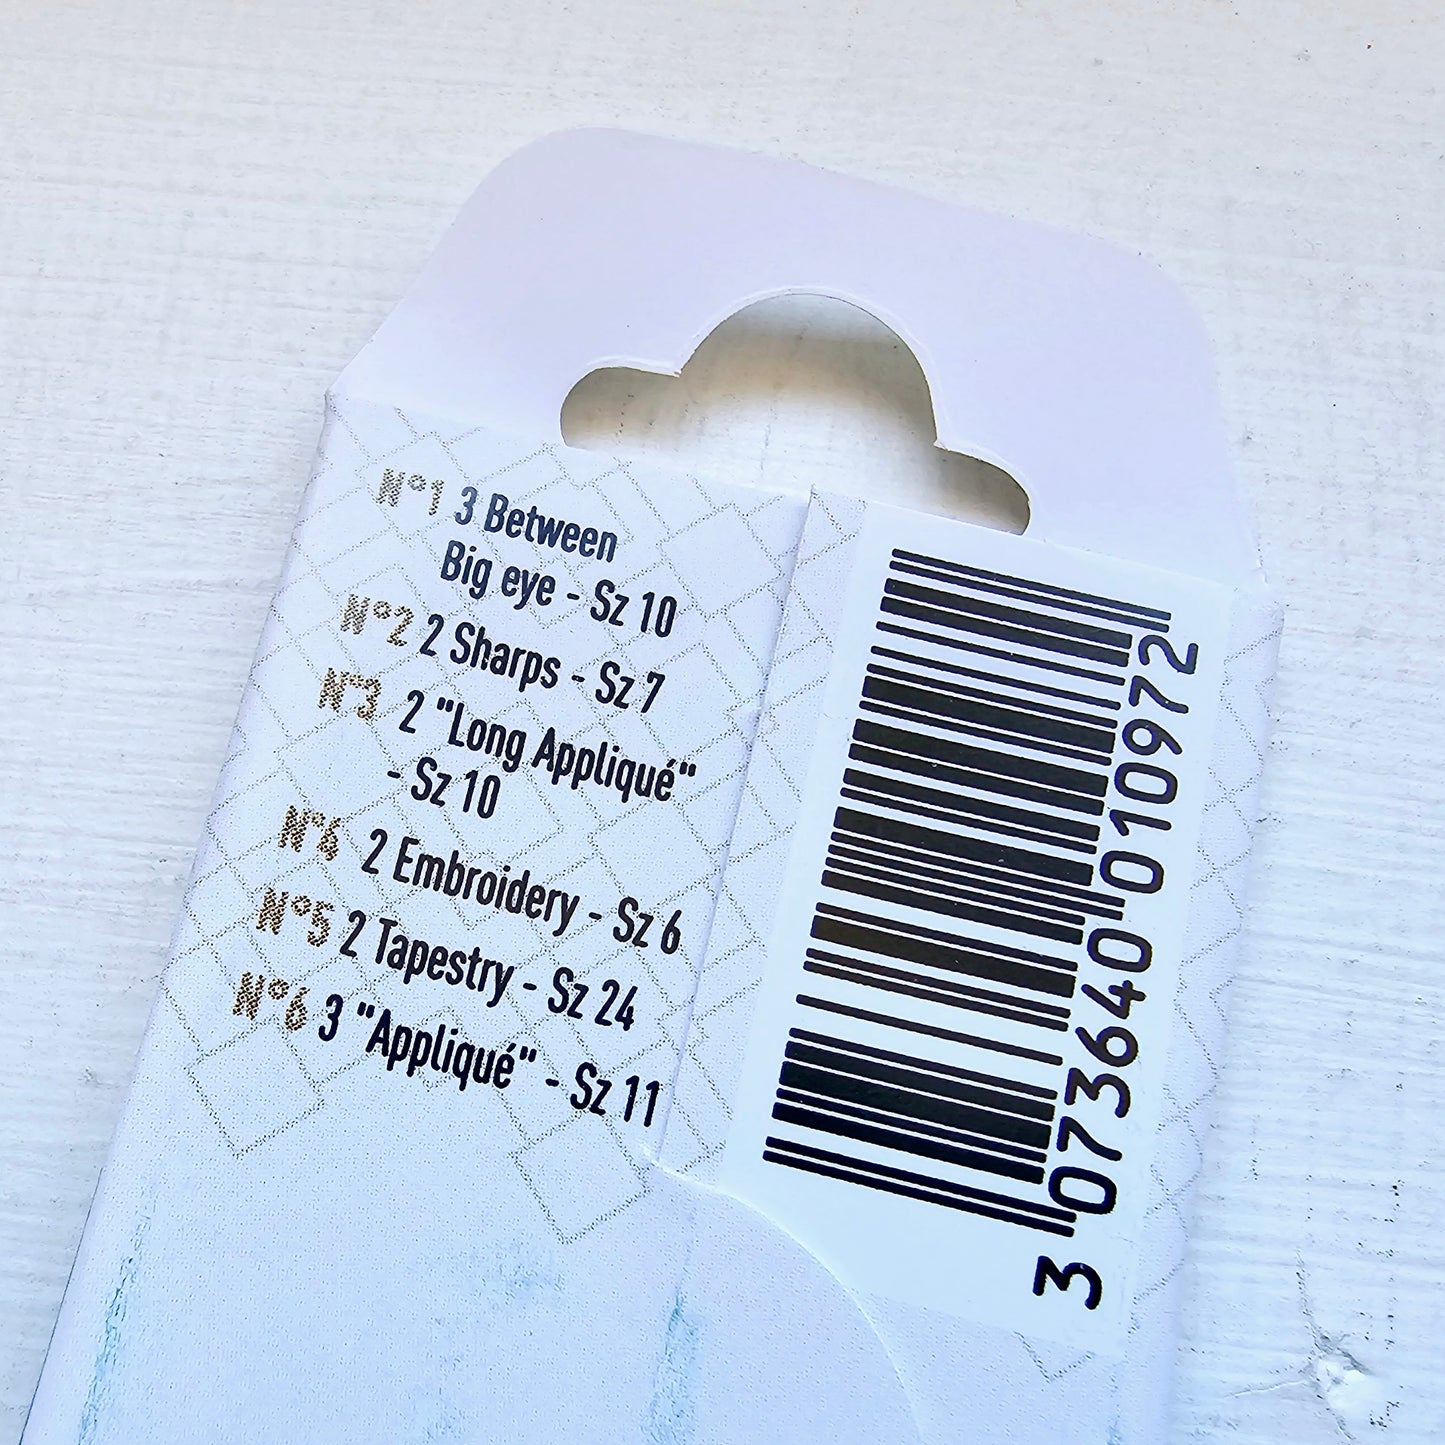 N°1 3 Between
Big eye - Sz 10
N°2 2 Sharps - Sz 7
N°3 2 "Long Appliqué"
- Sz 10
N°4 2 Embroidery - Sz 6
N°5 2 Tapestry - Sz 24
N°6 3 "Appliqué" - Sz 11
3 073640 010972